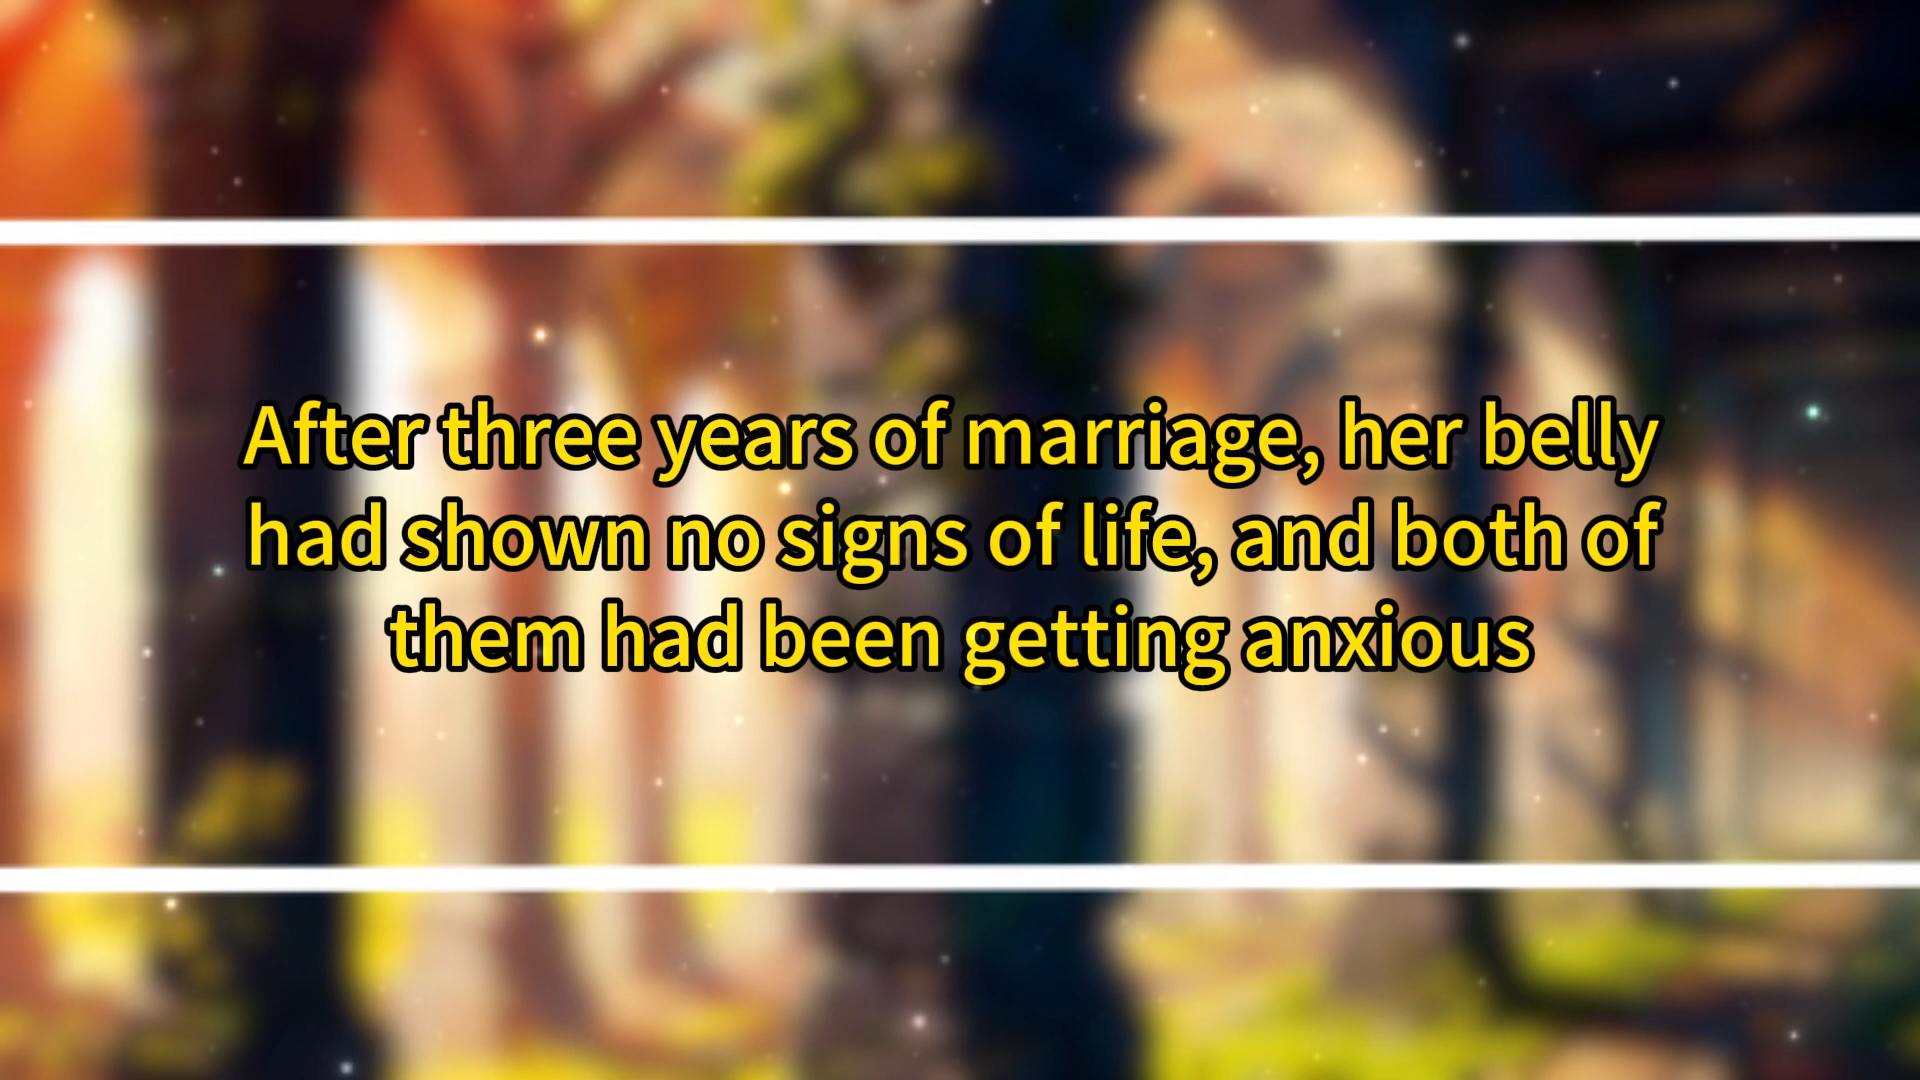 After three years of marriage, her belly
had shown no signs of life, and both of
them had been getting anxious